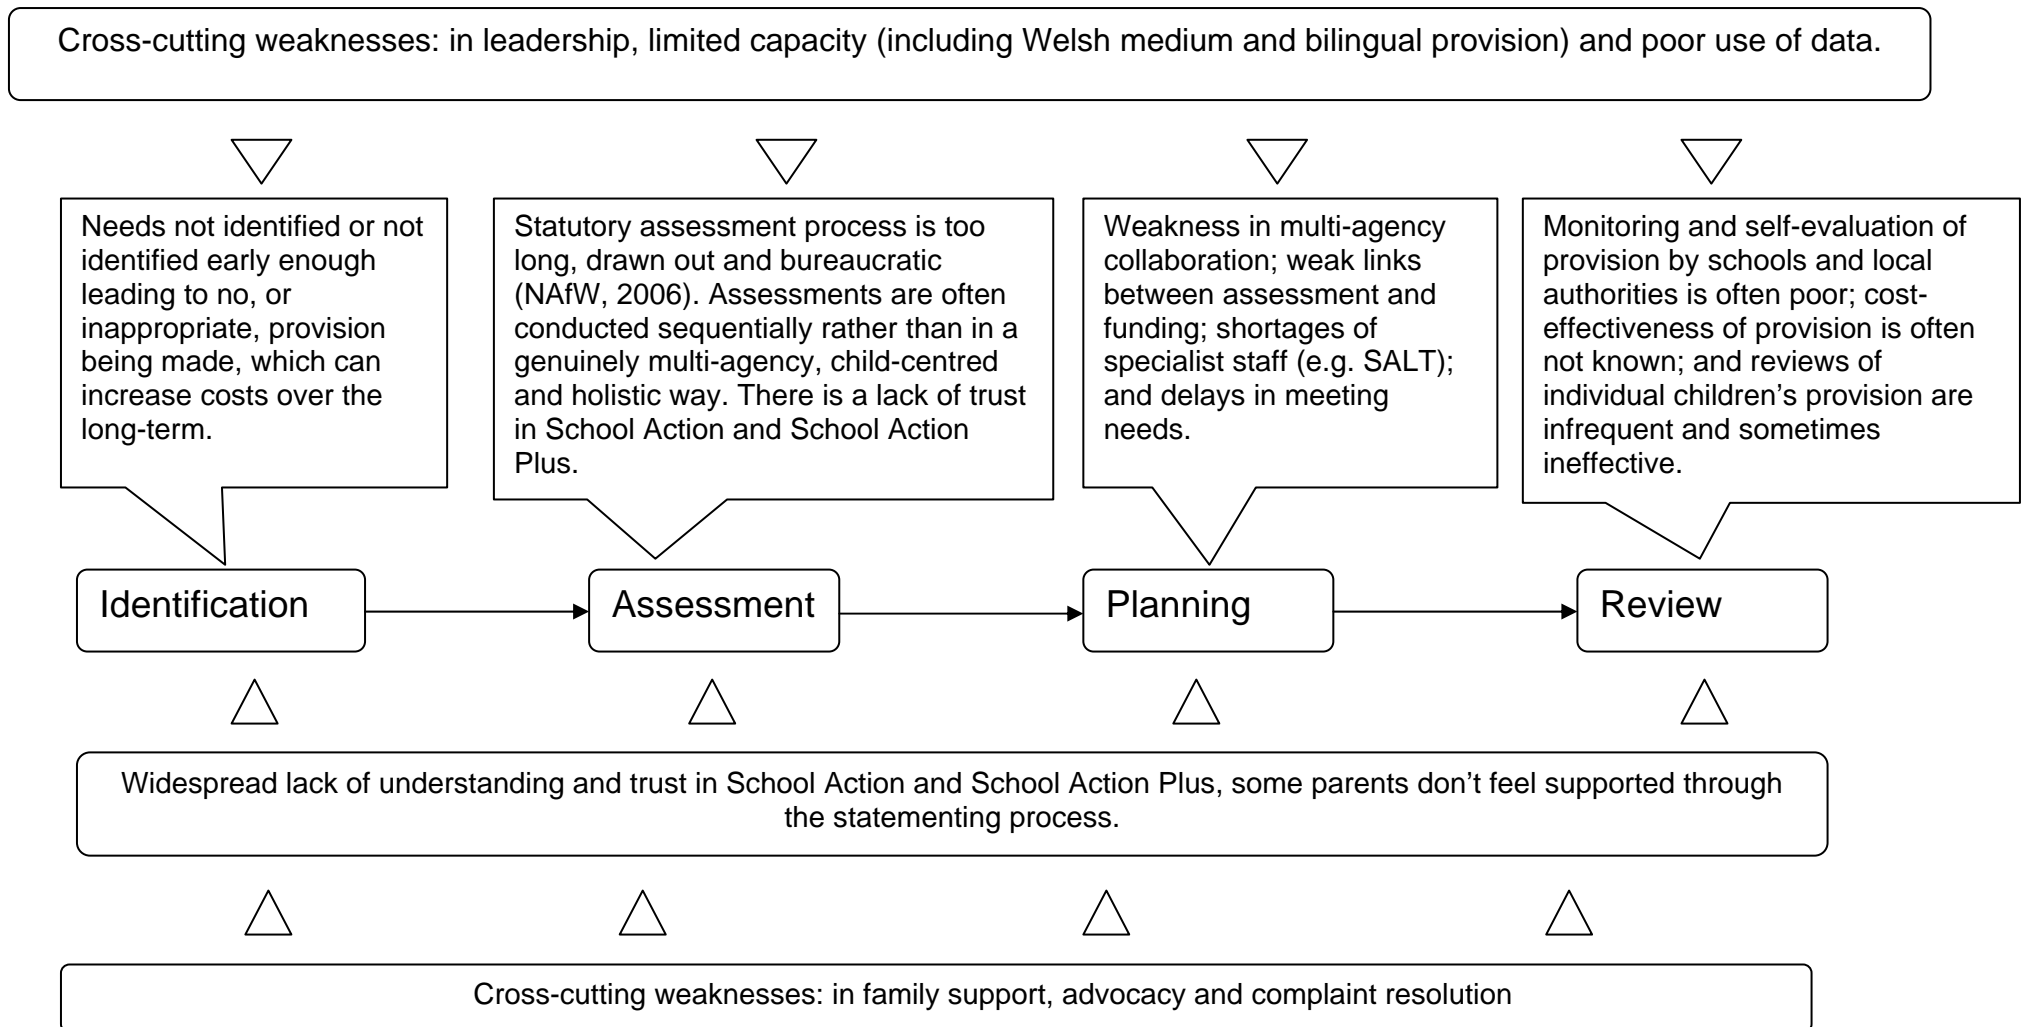 Cross-cutting weaknesses: in leadership, limited capacity (including Welsh medium and bilingual provision) and poor use of data.
Needs not identified or not
identified early enough
leading to no, or
inappropriate, provision
being made, which can
increase costs over the
long-term.
Statutory assessment process is too
long, drawn out and bureaucratic
(NAfW, 2006). Assessments are often
conducted sequentially rather than in a
genuinely multi-agency, child-centred
and holistic way. There is a lack of trust
in School Action and School Action
Plus.
Weakness in multi-agency
collaboration; weak links
between assessment and
funding; shortages of
specialist staff (e.g. SALT);
and delays in meeting
needs.
Monitoring and self-evaluation of
provision by schools and local
authorities is often poor; cost-
effectiveness of provision is often
not known; and reviews of
individual children’s provision are
infrequent and sometimes
ineffective.
Identification
Assessment
Planning
Review
Widespread lack of understanding and trust in School Action and School Action Plus, some parents don’t feel supported through
the statementing process.
Cross-cutting weaknesses: in family support, advocacy and complaint resolution